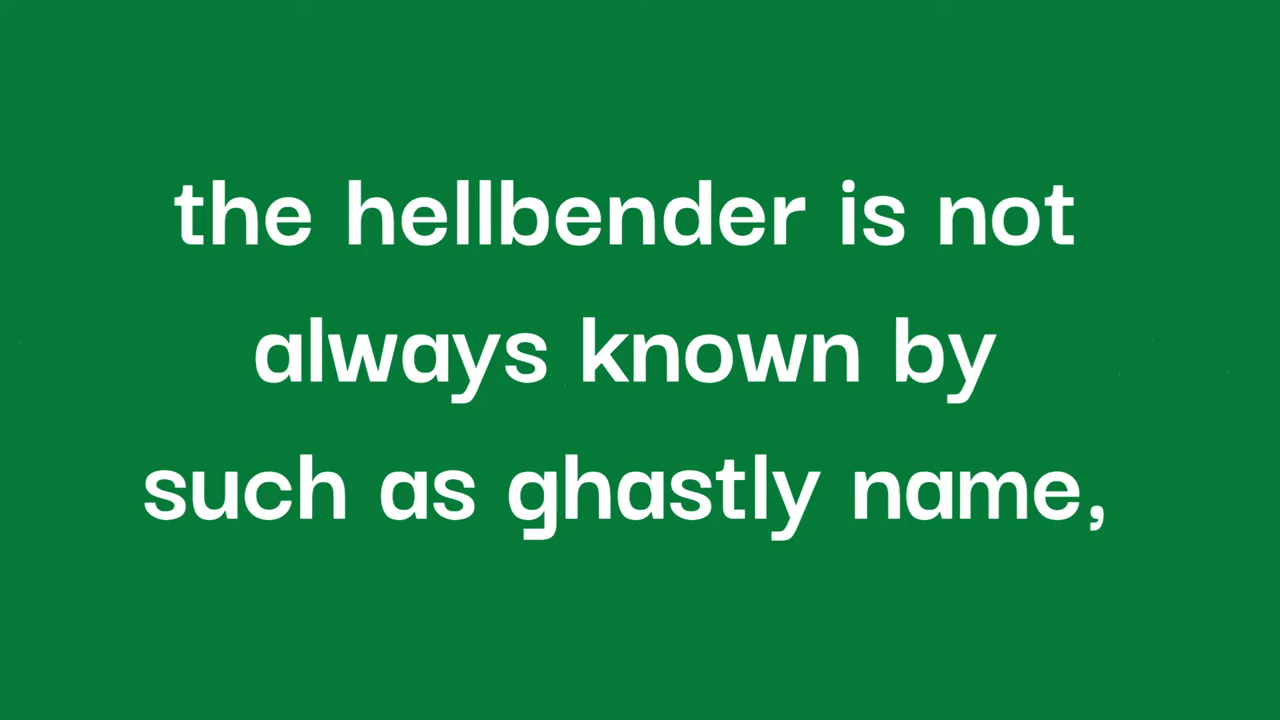 the hellbender is not
always known by
such as ghastly name,